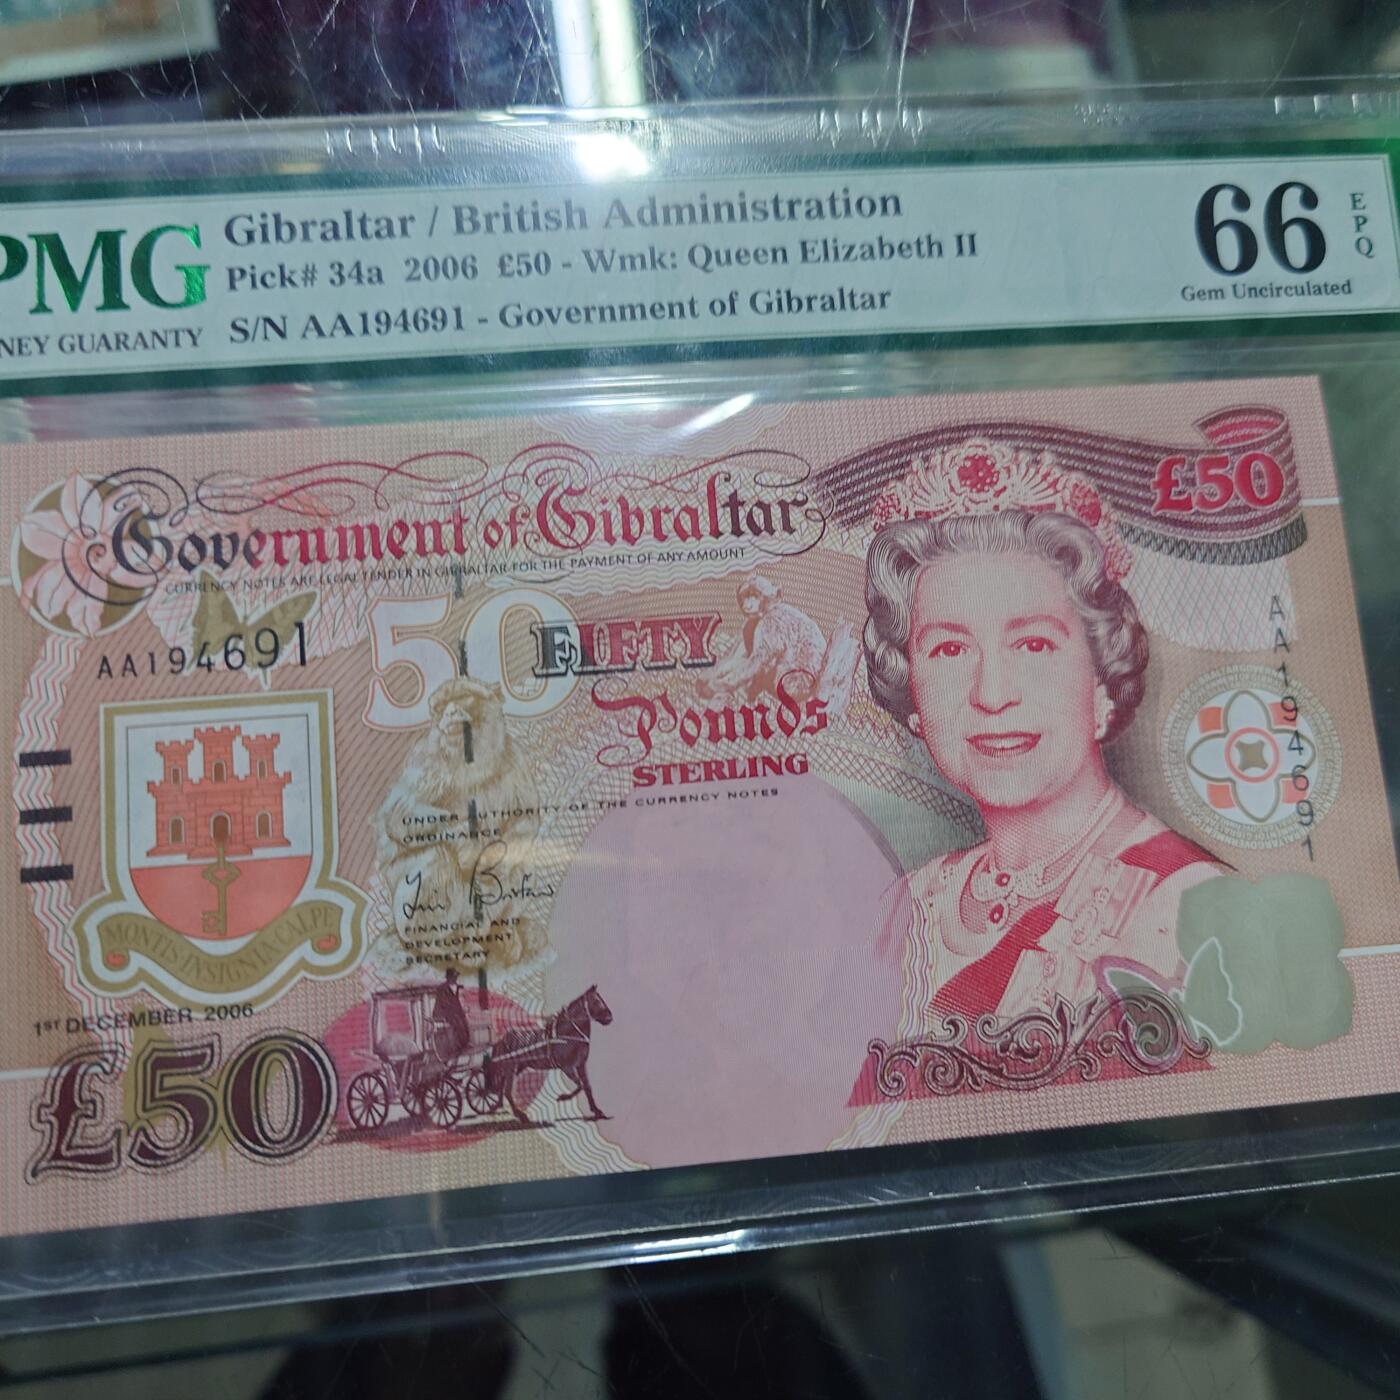 PMG
Gibraltar / British Administration
Pick# 34a 2006 £50 - Wmk: Queen Elizabeth II
S/N AA194691 - Government of Gibraltar
NEY GUARANTY
66
EPQ
Gem Uncirculated
£50
Government of Gibraltar
CURRENCY NOTES ARE LEGAL TENDER IN GIBRALTAR FOR THE PAYMENT OF ANY AMOUNT
50
FIFTY
Pounds
STERLING
AA194691
AA194691
UNDER AUTHORITY OF THE CURRENCY NOTES
ORDINANCE
FINANCIAL AND
DEVELOPMENT
SECRETARY
MONTIS INSIGNIA CALPE
1ST DECEMBER 2006
£50